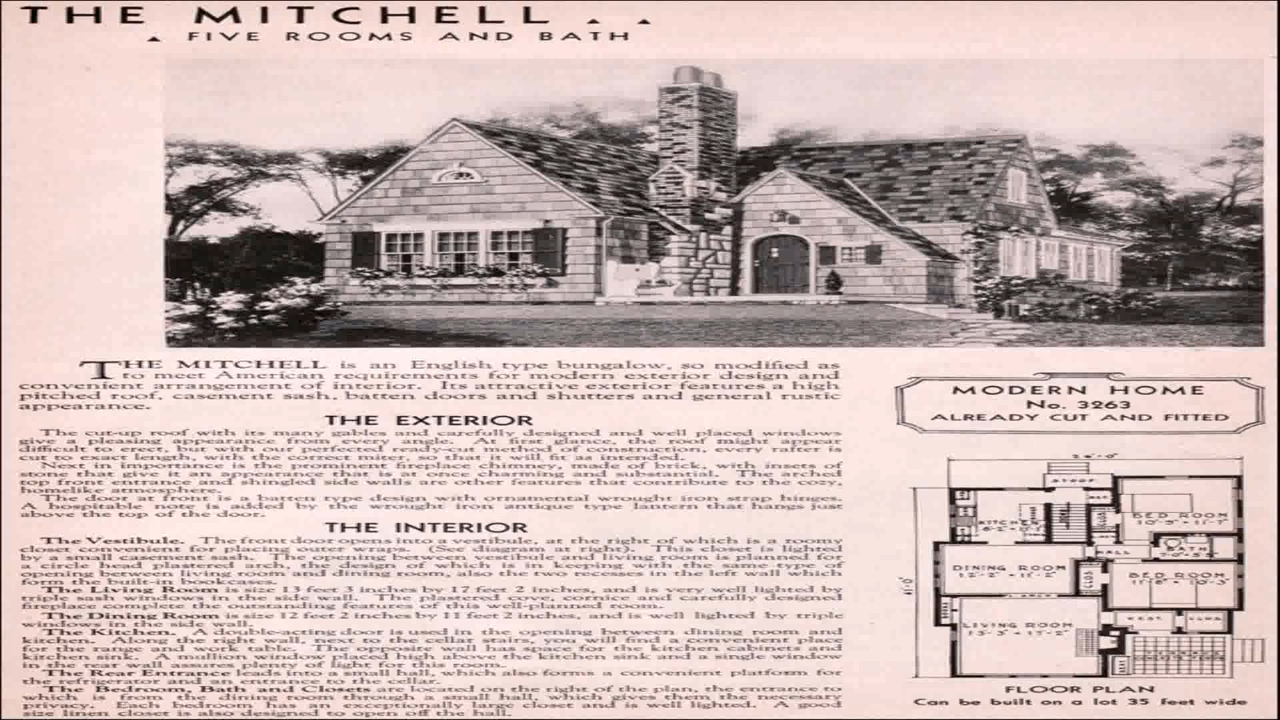 THE MITCHELL
FIVE ROOMS AND BATH
THE MITCHELL is an English type bungalow, so modified as
to meet American requirements for modern exterior design and
convenient arrangement of interior. Its attractive exterior features a high
pitched roof, casement sash, batten doors and shutters and general rustic
appearance.
THE EXTERIOR
The cut-up roof with its many gables and carefully designed and well placed windows
give a pleasing appearance from every angle. At first glance, the roof might appear
difficult to erect, but with our perfected ready-cut method of construction, every rafter is
cut to exact length, with the correct miter, so that it will fit as intended.
Next in importance is the prominent fireplace chimney, made of brick, with insets of
stone that give it an appearance that is at once charming and substantial. The arched
top front entrance and shingled side walls are other features that contribute to the cozy,
homelike atmosphere.
The door at front is a batten type design with ornamental wrought iron strap hinges.
A hospitable note is added by the wrought iron antique type lantern that hangs just
above the top of the door.
THE INTERIOR
The Vestibule. The front door opens into a vestibule, at the right of which is a roomy
closet convenient for placing outer wraps. (See diagram at right). This closet is lighted
by a small casement sash. The opening between vestibule and living room is planned for
a circle head plastered arch, the design of which is in keeping with the same type of
opening between living room and dining room, also the two recesses in the left wall which
form the built-in bookcases.
The Living Room is size 13 feet 3 inches by 17 feet 2 inches, and is very well lighted by
triple sash windows in the side wall. The plastered cove, cornice and carefully designed
fireplace complete the outstanding features of this well-planned room.
The Dining Room is size 12 feet 2 inches by 11 feet 2 inches, and is well lighted by triple
windows in the side wall.
The Kitchen. A double-acting door is used in the opening between dining room and
kitchen. Along the right wall, next to the cellar stairs, you will find a convenient place
for the range and work table. The opposite wall has space for the kitchen cabinets and
kitchen sink. A mullion window placed high above the kitchen sink and a single window
in the rear wall assures plenty of light for this room.
The Rear Entrance leads into a small hall, which also forms a convenient platform for
the refrigerator and an entrance to the cellar.
The Bedroom, Bath and Closets are located on the right of the plan, the entrance to
which is from the dining room through a small hall, which gives them the necessary
privacy. Each bedroom has an exceptionally large closet and is well lighted. A good
size linen closet is also designed to open off the hall.
MODERN HOME
No. 3263
ALREADY CUT AND FITTED
STOOP
KITCHEN
BED ROOM
BATH
HALL
DINING ROOM
12'-2" × 11'-2"
CLOS
BED ROOM
LIVING ROOM
13'-3" × 17'-2"
VEST.
FLOOR PLAN
Can be built on a lot 35 feet wide